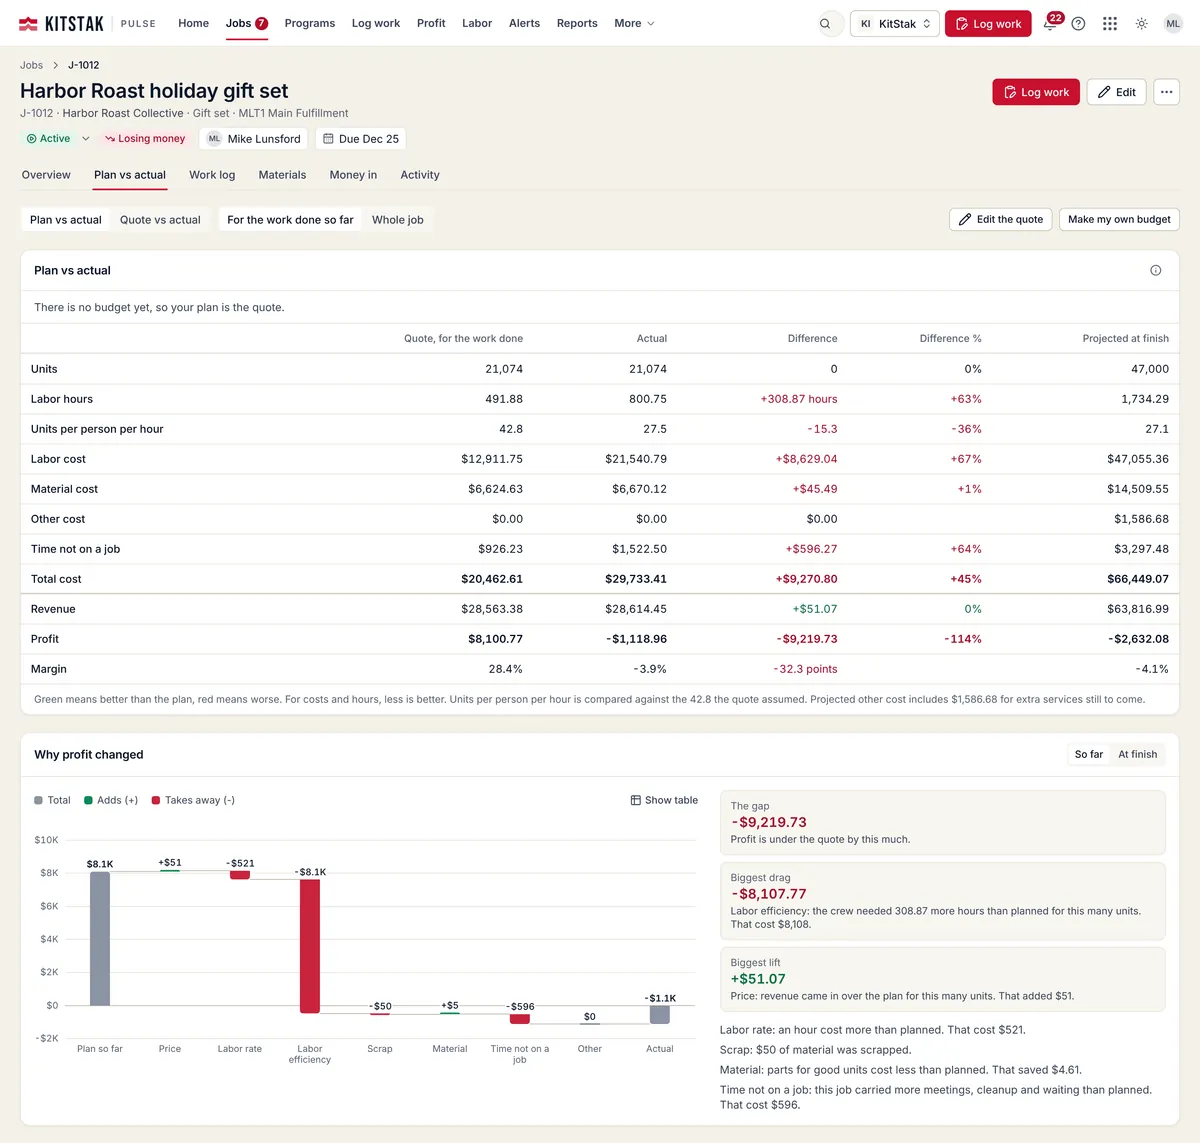 KITSTAK PULSE Home Jobs 7 Programs Log work Profit Labor Alerts Reports More KI KitStak Log work 22 ML
Jobs > J-1012
Harbor Roast holiday gift set
Log work Edit
J-1012 · Harbor Roast Collective · Gift set · MLT1 Main Fulfillment
Active Losing money ML Mike Lunsford Due Dec 25
Overview Plan vs actual Work log Materials Money in Activity
Plan vs actual Quote vs actual For the work done so far Whole job Edit the quote Make my own budget
Plan vs actual
There is no budget yet, so your plan is the quote.
Quote, for the work done Actual Difference Difference % Projected at finish
Units 21,074 21,074 0 0% 47,000
Labor hours 491.88 800.75 +308.87 hours +63% 1,734.29
Units per person per hour 42.8 27.5 -15.3 -36% 27.1
Labor cost $12,911.75 $21,540.79 +$8,629.04 +67% $47,055.36
Material cost $6,624.63 $6,670.12 +$45.49 +1% $14,509.55
Other cost $0.00 $0.00 $0.00 $1,586.68
Time not on a job $926.23 $1,522.50 +$596.27 +64% $3,297.48
Total cost $20,462.61 $29,733.41 +$9,270.80 +45% $66,449.07
Revenue $28,563.38 $28,614.45 +$51.07 0% $63,816.99
Profit $8,100.77 -$1,118.96 -$9,219.73 -114% -$2,632.08
Margin 28.4% -3.9% -32.3 points -4.1%
Green means better than the plan, red means worse. For costs and hours, less is better. Units per person per hour is compared against the 42.8 the quote assumed. Projected other cost includes $1,586.68 for extra services still to come.
Why profit changed So far At finish
Total Adds (+) Takes away (-) Show table
$10K
$8K
$6K
$4K
$2K
$0
-$2K
$8.1K +$51 -$521 -$8.1K -$50 +$5 -$596 $0 -$1.1K
Plan so far Price Labor rate Labor efficiency Scrap Material Time not on a job Other Actual
The gap
-$9,219.73
Profit is under the quote by this much.
Biggest drag
-$8,107.77
Labor efficiency: the crew needed 308.87 more hours than planned for this many units.
That cost $8,108.
Biggest lift
+$51.07
Price: revenue came in over the plan for this many units. That added $51.
Labor rate: an hour cost more than planned. That cost $521.
Scrap: $50 of material was scrapped.
Material: parts for good units cost less than planned. That saved $4.61.
Time not on a job: this job carried more meetings, cleanup and waiting than planned.
That cost $596.